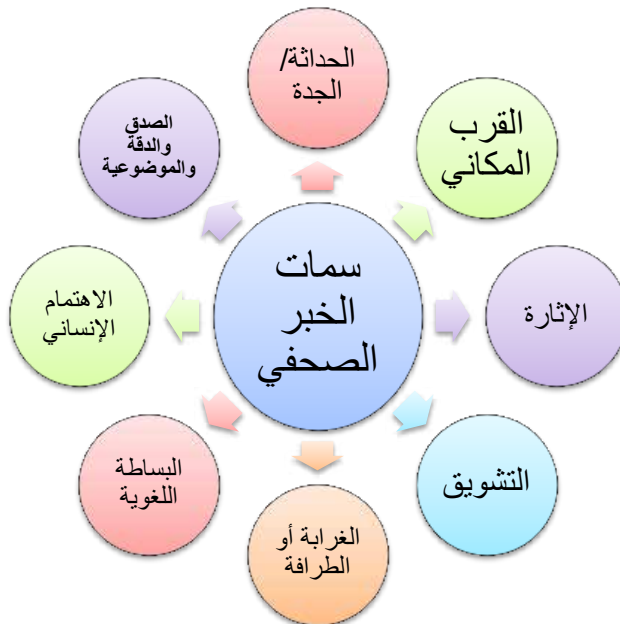 الحداثة/
الجدة
القرب
المكاني
الإثارة
التشويق
الغرابة أو
الطرافة
البساطة
اللغوية
الاهتمام
الإنساني
الصدق
والدقة
والموضوعية
سمات
الخبر
الصحفي